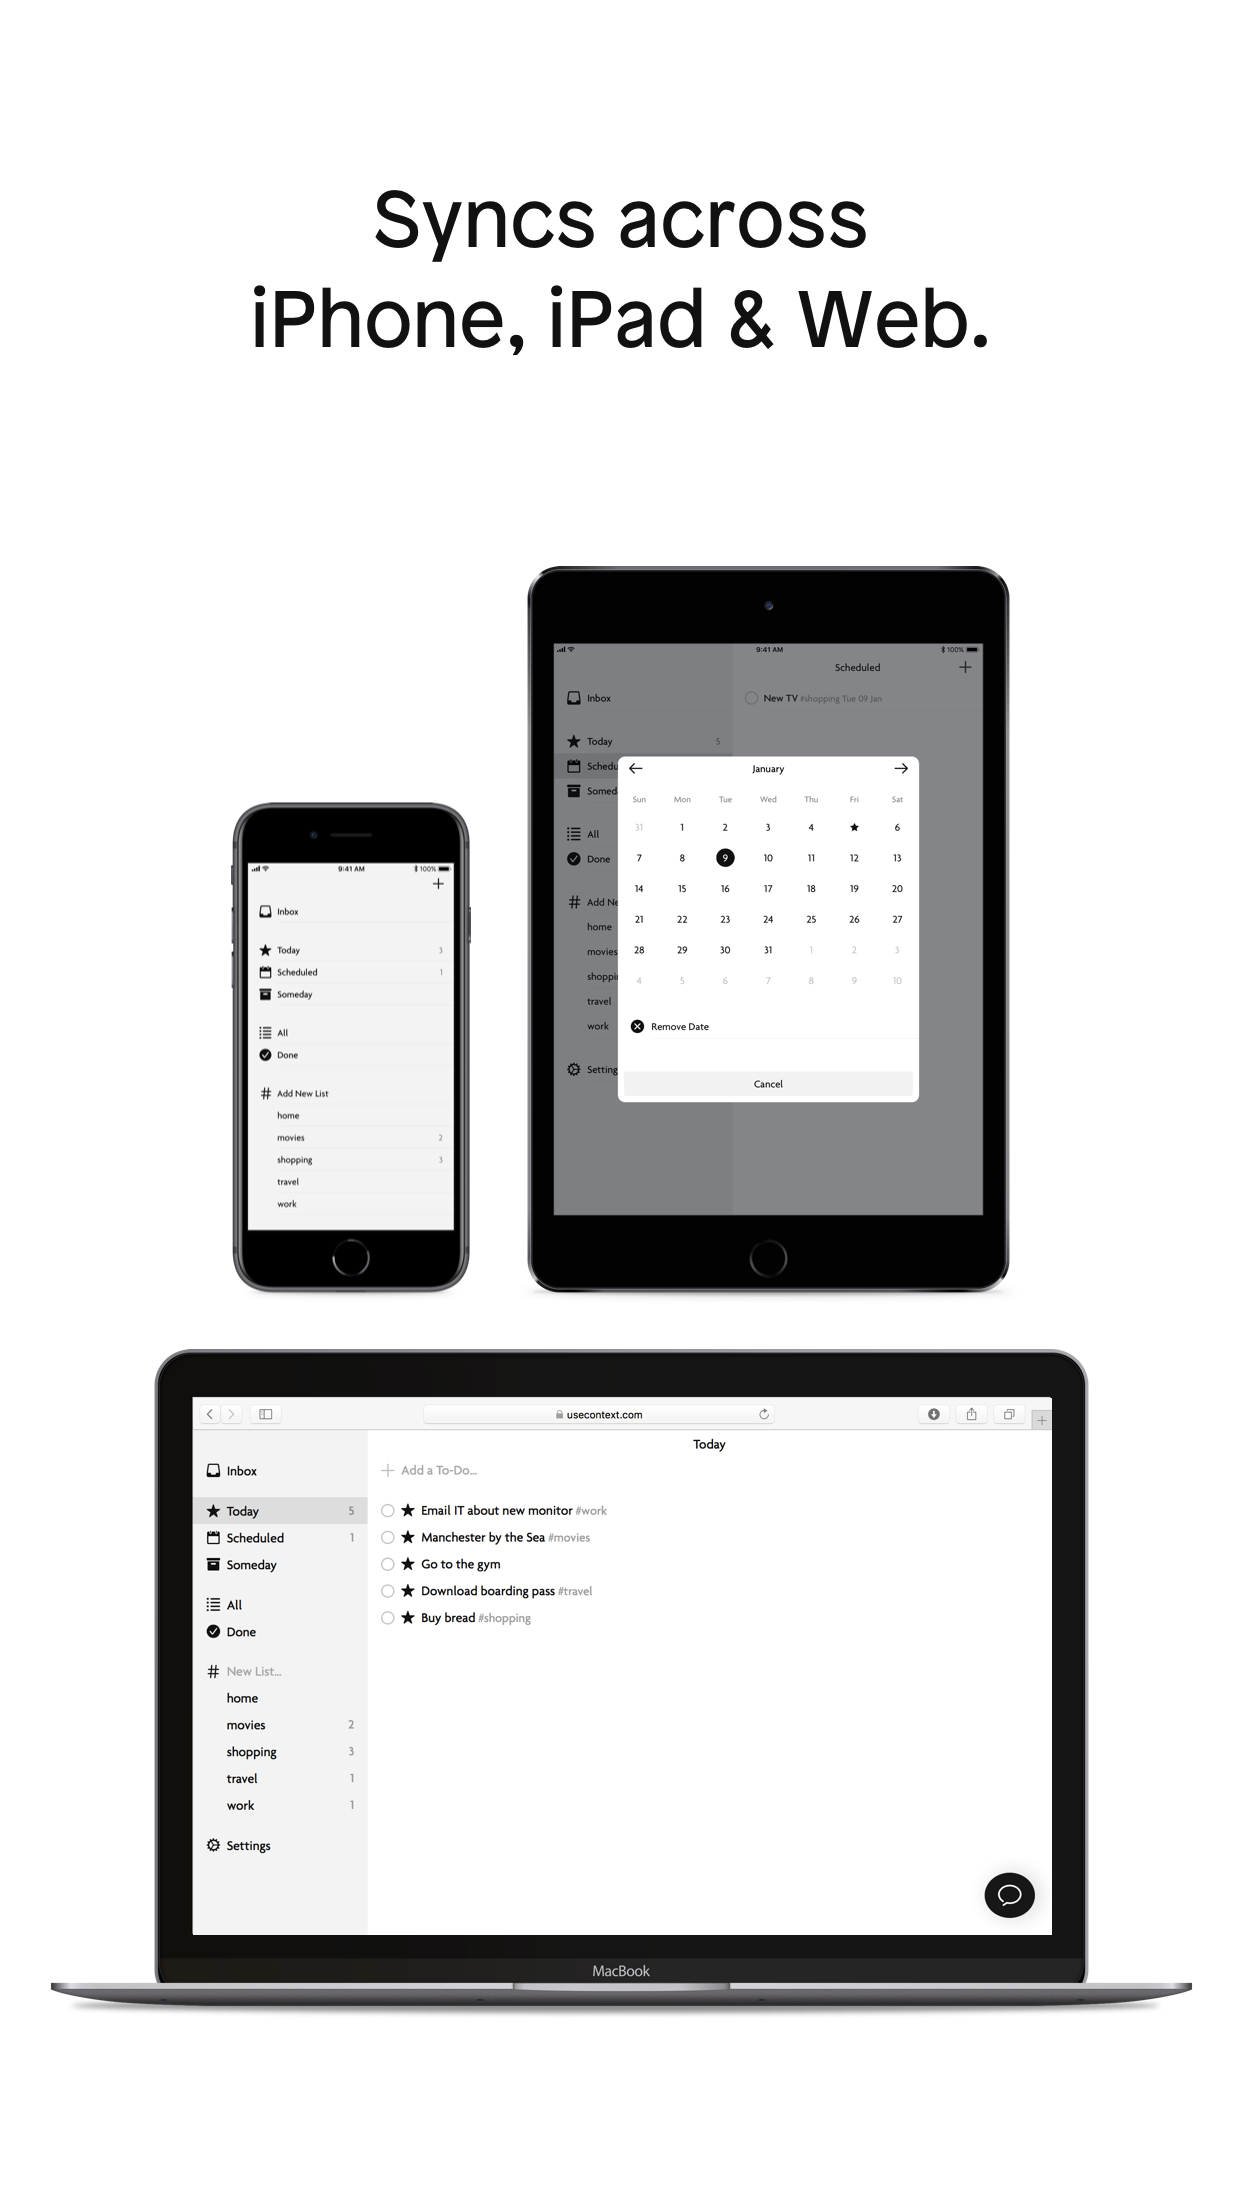 Syncs across
iPhone, iPad & Web.
9:41 AM
100%
Scheduled
Inbox
New TV #shopping Tue 09 Jan
Today 5
Schedu
Somed
All
Done
Add Ne
home
movies
shoppi
travel
work
Setting
January
Sun Mon Tue Wed Thu Fri Sat
31 1 2 3 4 ★ 6
7 8 9 10 11 12 13
14 15 16 17 18 19 20
21 22 23 24 25 26 27
28 29 30 31 1 2 3
4 5 6 7 8 9 10
Remove Date
Cancel
9:41 AM
100%
Inbox
Today 3
Scheduled 1
Someday
All
Done
# Add New List
home
movies 2
shopping 3
travel
work
usecontext.com
Today
Inbox
Add a To-Do...
Today 5
Scheduled 1
Someday
All
Done
# New List...
home
movies 2
shopping 3
travel 1
work 1
Settings
Email IT about new monitor #work
Manchester by the Sea #movies
Go to the gym
Download boarding pass #travel
Buy bread #shopping
MacBook